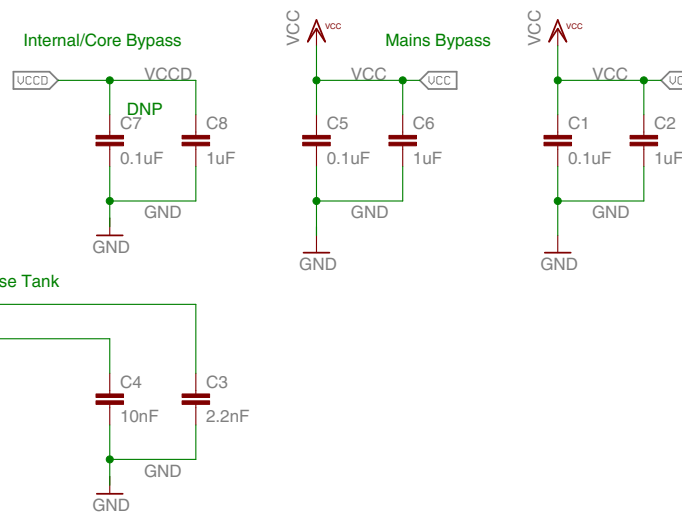 Internal/Core Bypass
VCCD
VCCD
DNP
C7
0.1uF
C8
1uF
GND
GND
VCC
VCC
Mains Bypass
VCC
VCC
C5
0.1uF
C6
1uF
GND
GND
VCC
VCC
VCC
C1
0.1uF
C2
1uF
GND
GND
se Tank
C4
10nF
C3
2.2nF
GND
GND